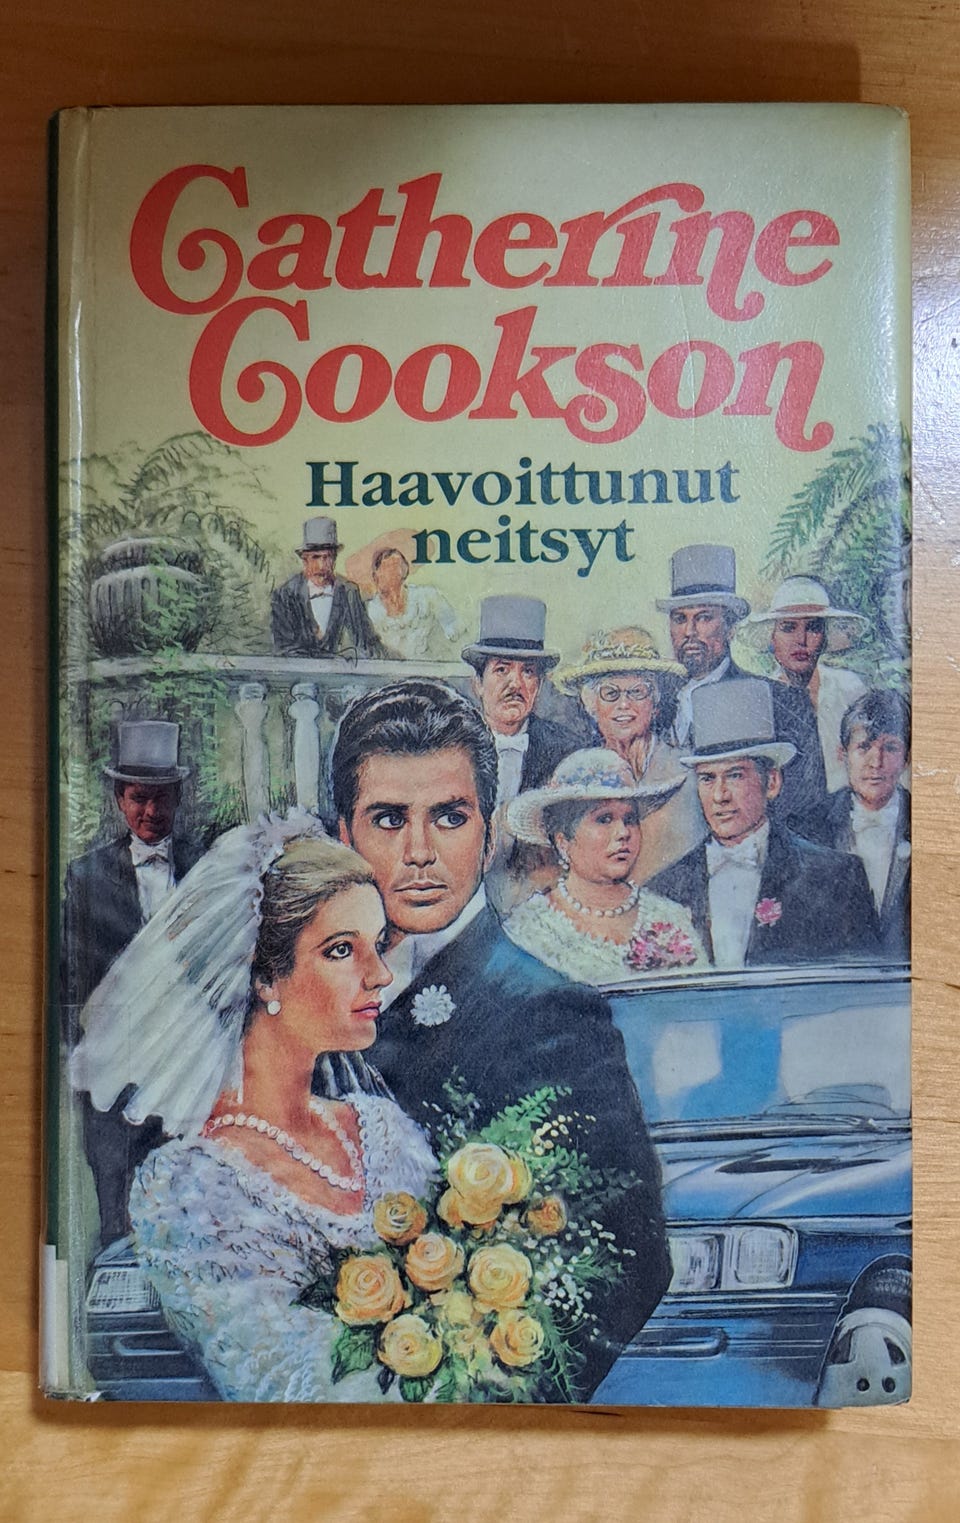 Catherine
Cookson
Haavoittunut
neitsyt